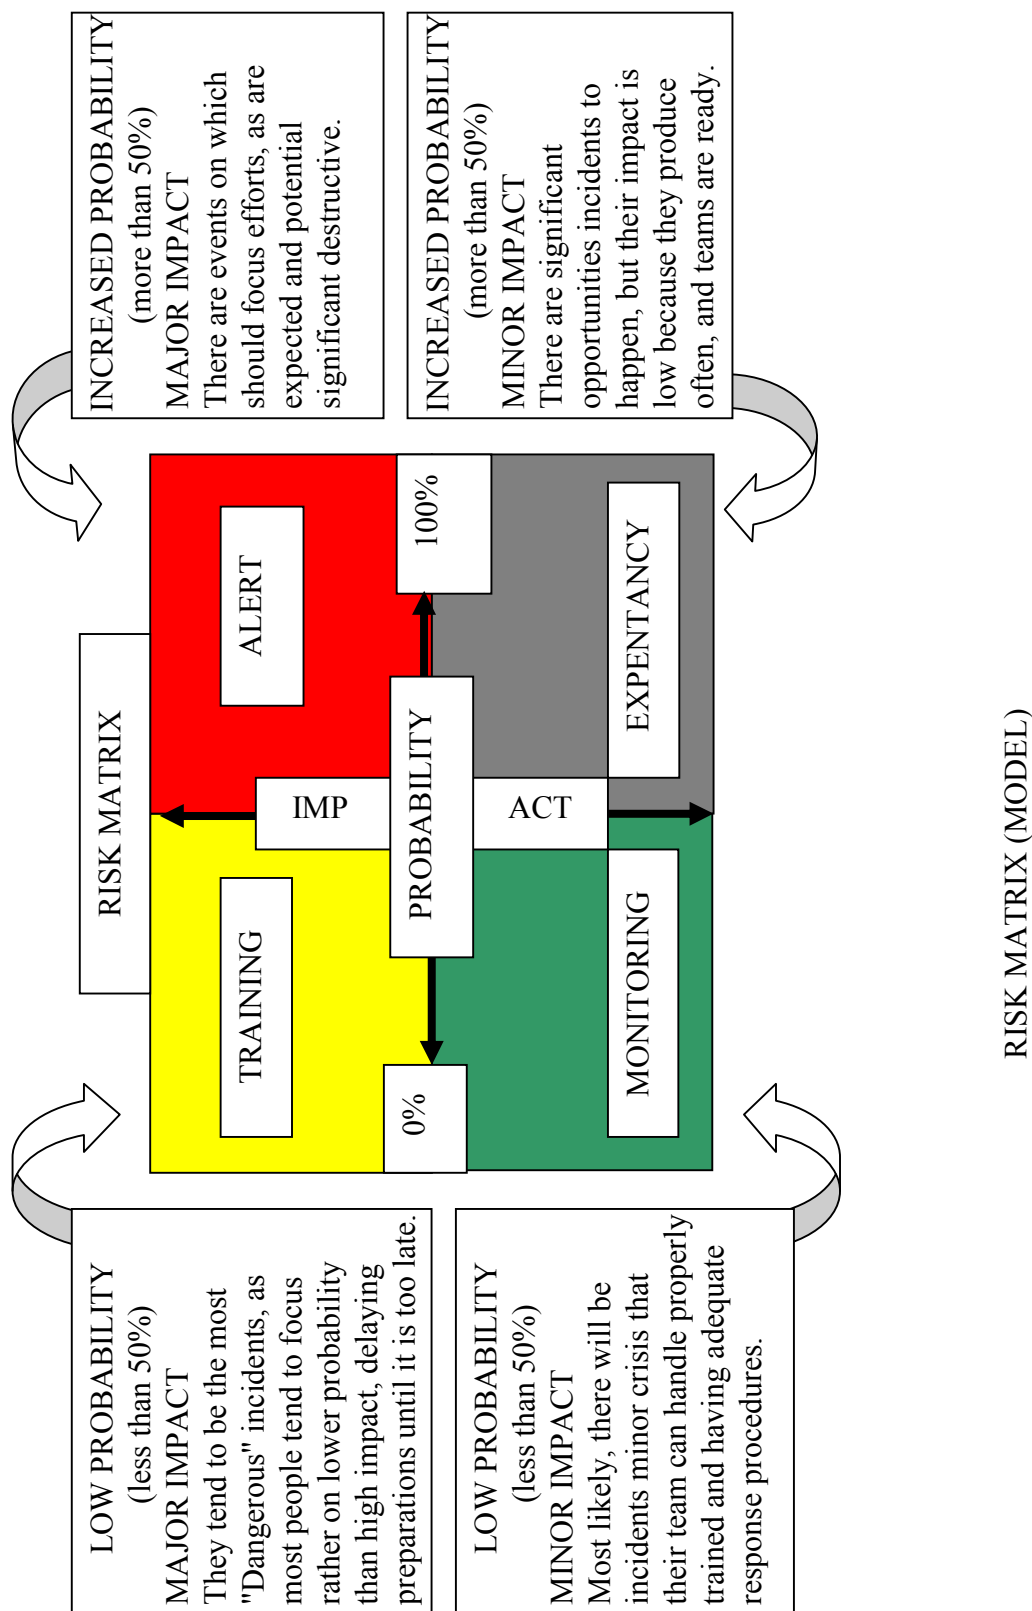 LOW PROBABILITY
(less than 50%)
MAJOR IMPACT
They tend to be the most
"Dangerous" incidents, as
most people tend to focus
rather on lower probability
than high impact, delaying
preparations until it is too late.
RISK MATRIX
INCREASED PROBABILITY
(more than 50%)
MAJOR IMPACT
There are events on which
should focus efforts, as are
expected and potential
significant destructive.
TRAINING
ALERT
IMP
0%
PROBABILITY
100%
ACT
MONITORING
EXPENTANCY
LOW PROBABILITY
(less than 50%)
MINOR IMPACT
Most likely, there will be
incidents minor crisis that
their team can handle properly
trained and having adequate
response procedures.
INCREASED PROBABILITY
(more than 50%)
MINOR IMPACT
There are significant
opportunities incidents to
happen, but their impact is
low because they produce
often, and teams are ready.
RISK MATRIX (MODEL)